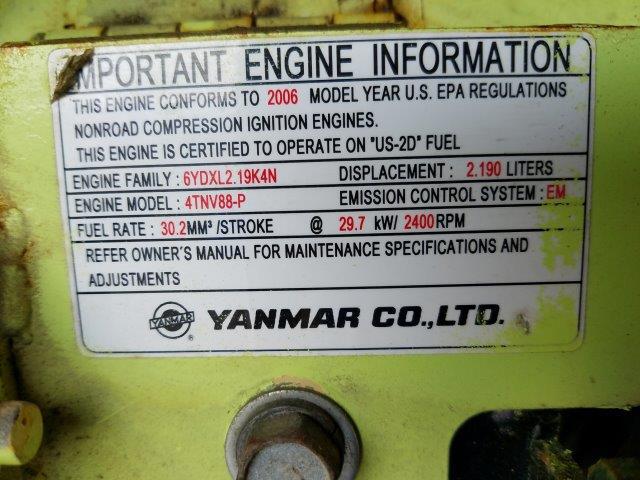 IMPORTANT ENGINE INFORMATION
THIS ENGINE CONFORMS TO 2006 MODEL YEAR U.S. EPA REGULATIONS
NONROAD COMPRESSION IGNITION ENGINES.
THIS ENGINE IS CERTIFIED TO OPERATE ON "US-2D" FUEL
ENGINE FAMILY : 6YDXL2.19K4N DISPLACEMENT : 2.190 LITERS
ENGINE MODEL : 4TNV88-P EMISSION CONTROL SYSTEM : EM
FUEL RATE : 30.2MM³ /STROKE @ 29.7 kW/ 2400RPM
REFER OWNER'S MANUAL FOR MAINTENANCE SPECIFICATIONS AND
ADJUSTMENTS
YANMAR ® YANMAR CO.,LTD.